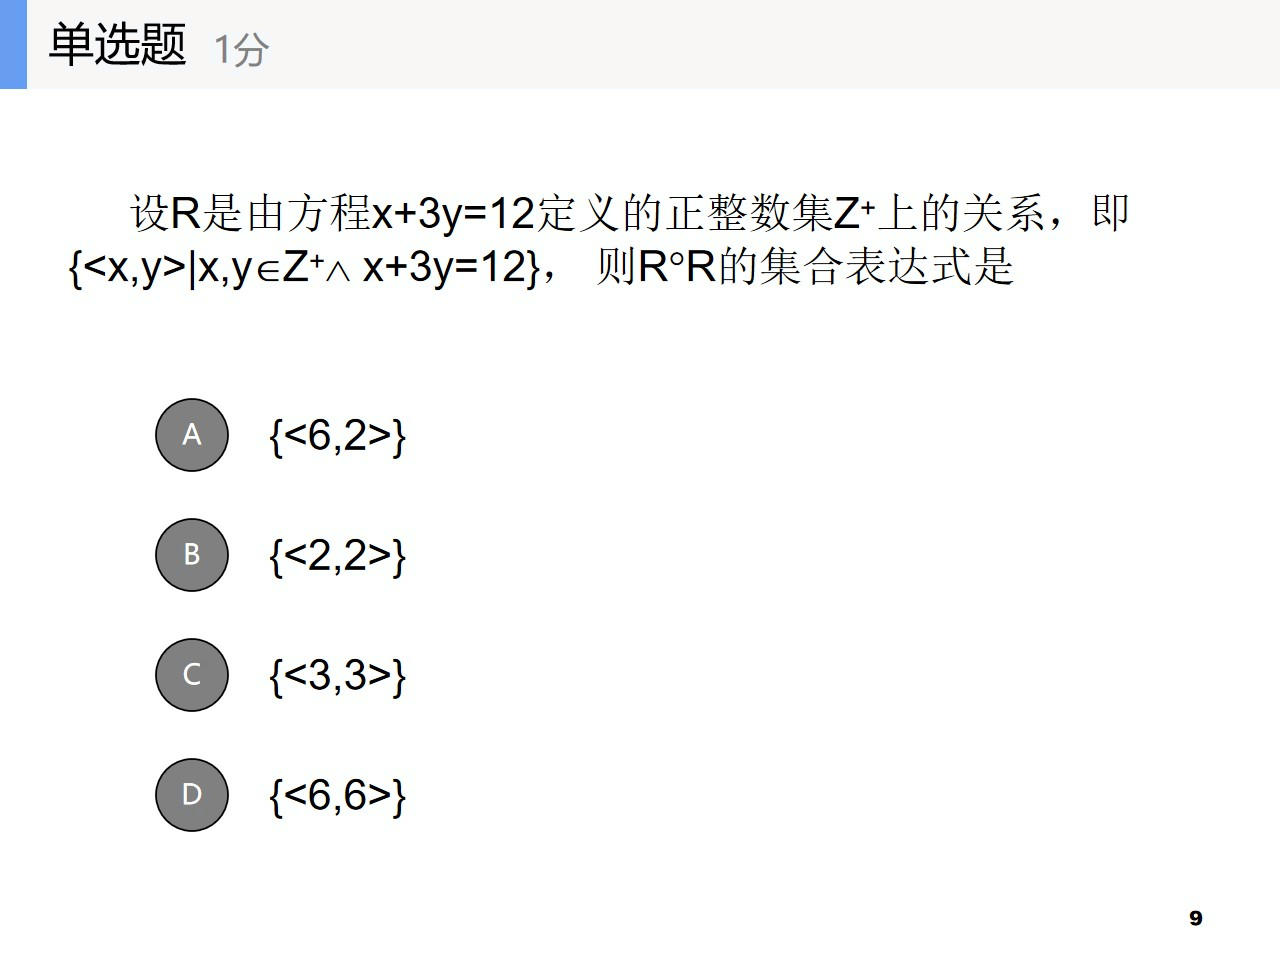 单选题 1分
设R是由方程x+3y=12定义的正整数集Z⁺上的关系，即
{<x,y>|x,y∈Z⁺∧ x+3y=12}， 则R°R的集合表达式是
A {<6,2>}
B {<2,2>}
C {<3,3>}
D {<6,6>}
9